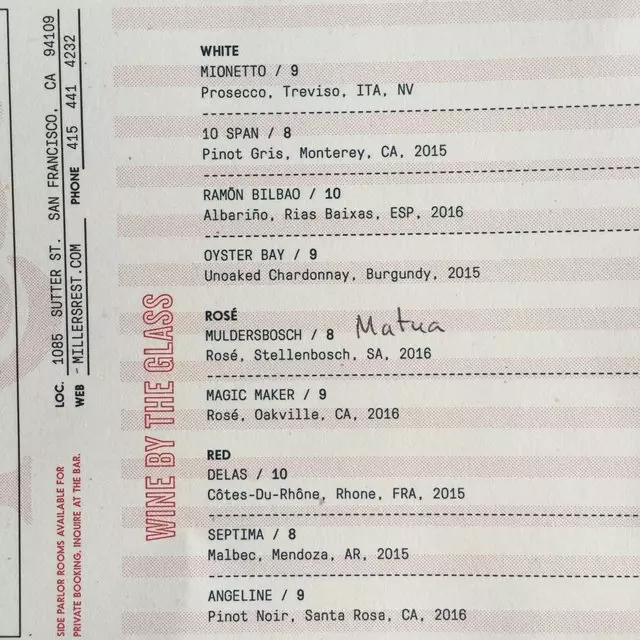 LOC. 1085 SUTTER ST. SAN FRANCISCO, CA 94109
WEB - MILLERSREST.COM PHONE 415 441 4232
SIDE PARLOR ROOMS AVAILABLE FOR
PRIVATE BOOKING, INQUIRE AT THE BAR.
WINE BY THE GLASS
WHITE
MIONETTO / 9
Prosecco, Treviso, ITA, NV
10 SPAN / 8
Pinot Gris, Monterey, CA, 2015
RAMŌN BILBAO / 10
Albariño, Rias Baixas, ESP, 2016
OYSTER BAY / 9
Unoaked Chardonnay, Burgundy, 2015
ROSÉ
MULDERSBOSCH / 8 Matua
Rosé, Stellenbosch, SA, 2016
MAGIC MAKER / 9
Rosé, Oakville, CA, 2016
RED
DELAS / 10
Côtes-Du-Rhône, Rhone, FRA, 2015
SEPTIMA / 8
Malbec, Mendoza, AR, 2015
ANGELINE / 9
Pinot Noir, Santa Rosa, CA, 2016